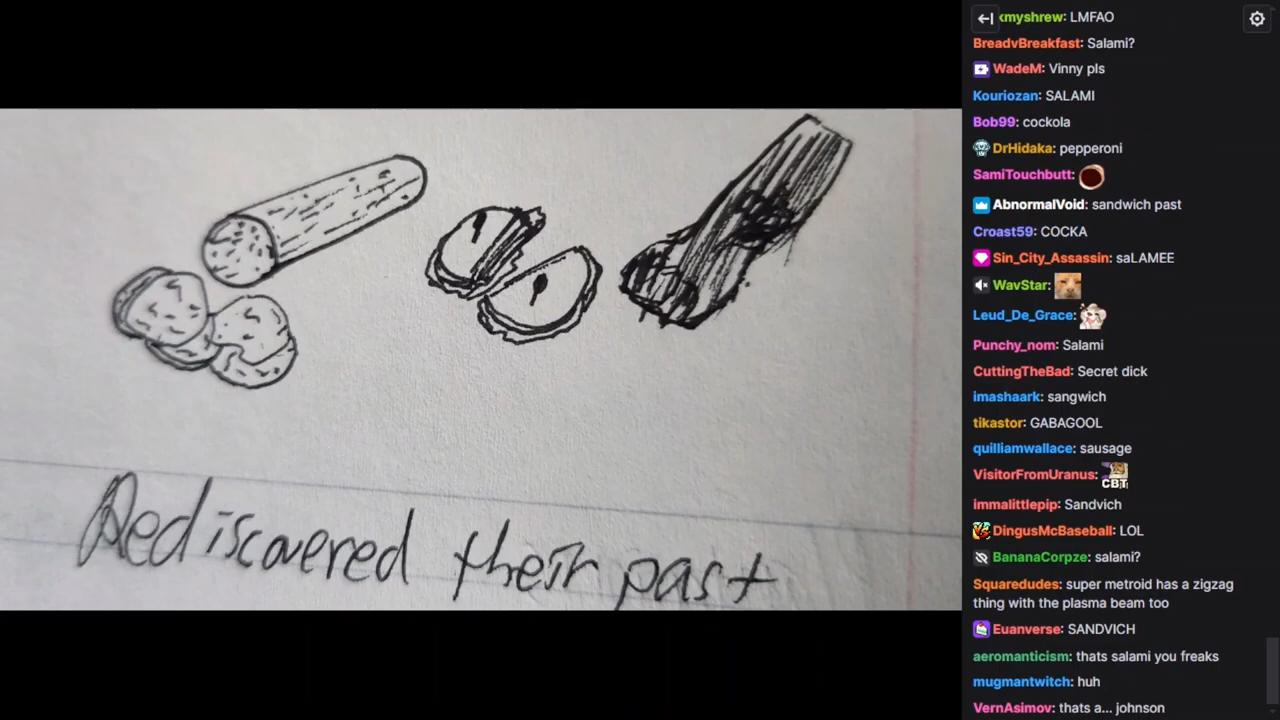 Rediscovered their past
kmyshrew: LMFAO
BreadvBreakfast: Salami?
WadeM: Vinny pls
Kouriozan: SALAMI
Bob99: cockola
DrHidaka: pepperoni
SamiTouchbutt:
AbnormalVoid: sandwich past
Croast59: COCKA
Sin_City_Assassin: saLAMEE
WavStar:
Leud_De_Grace:
Punchy_nom: Salami
CuttingTheBad: Secret dick
imashaark: sangwich
tikastor: GABAGOOL
quilliamwallace: sausage
VisitorFromUranus: CBT
immalittlepip: Sandvich
DingusMcBaseball: LOL
BananaCorpze: salami?
Squaredudes: super metroid has a zigzag
thing with the plasma beam too
Euanverse: SANDVICH
aeromanticism: thats salami you freaks
mugmantwitch: huh
VernAsimov: thats a... johnson